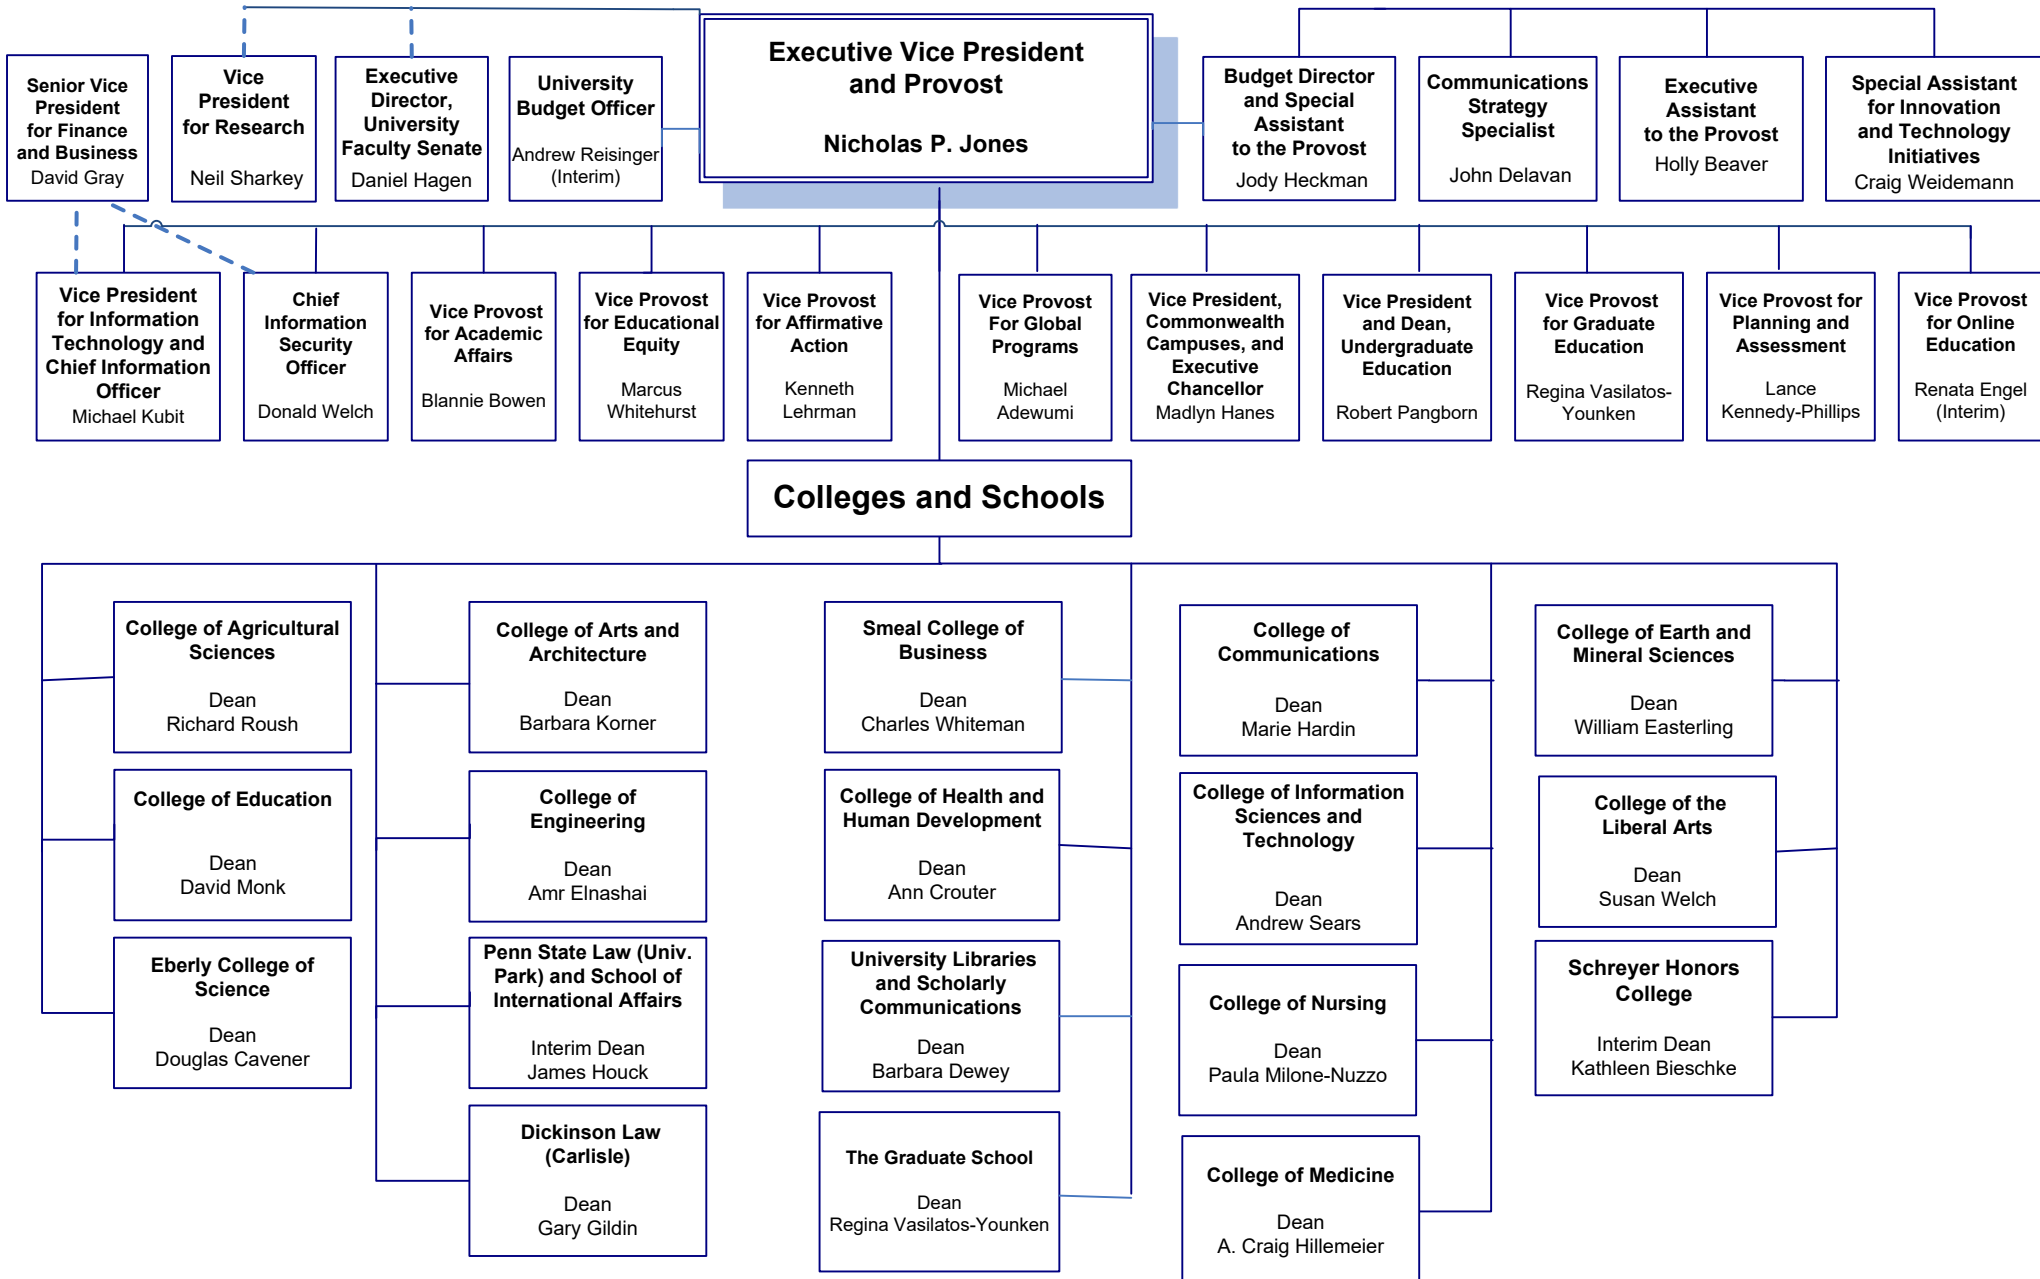 Executive Vice President
and Provost
Nicholas P. Jones
Senior Vice
President
for Finance
and Business
David Gray
Vice
President
for Research
Neil Sharkey
Executive
Director,
University
Faculty Senate
Daniel Hagen
University
Budget Officer
Andrew Reisinger
(Interim)
Budget Director
and Special
Assistant
to the Provost
Jody Heckman
Communications
Strategy
Specialist
John Delavan
Executive
Assistant
to the Provost
Holly Beaver
Special Assistant
for Innovation
and Technology
Initiatives
Craig Weidemann
Vice President
for Information
Technology and
Chief Information
Officer
Michael Kubit
Chief
Information
Security
Officer
Donald Welch
Vice Provost
for Academic
Affairs
Blannie Bowen
Vice Provost
for Educational
Equity
Marcus
Whitehurst
Vice Provost
for Affirmative
Action
Kenneth
Lehrman
Vice Provost
For Global
Programs
Michael
Adewumi
Vice President,
Commonwealth
Campuses, and
Executive
Chancellor
Madlyn Hanes
Vice President
and Dean,
Undergraduate
Education
Robert Pangborn
Vice Provost
for Graduate
Education
Regina Vasilatos-
Younken
Vice Provost for
Planning and
Assessment
Lance
Kennedy-Phillips
Vice Provost
for Online
Education
Renata Engel
(Interim)
Colleges and Schools
College of Agricultural
Sciences
Dean
Richard Roush
College of Arts and
Architecture
Dean
Barbara Korner
Smeal College of
Business
Dean
Charles Whiteman
College of
Communications
Dean
Marie Hardin
College of Earth and
Mineral Sciences
Dean
William Easterling
College of Education
Dean
David Monk
College of
Engineering
Dean
Amr Elnashai
College of Health and
Human Development
Dean
Ann Crouter
College of Information
Sciences and
Technology
Dean
Andrew Sears
College of the
Liberal Arts
Dean
Susan Welch
Eberly College of
Science
Dean
Douglas Cavener
Penn State Law (Univ.
Park) and School of
International Affairs
Interim Dean
James Houck
University Libraries
and Scholarly
Communications
Dean
Barbara Dewey
College of Nursing
Dean
Paula Milone-Nuzzo
Schreyer Honors
College
Interim Dean
Kathleen Bieschke
Dickinson Law
(Carlisle)
Dean
Gary Gildin
The Graduate School
Dean
Regina Vasilatos-Younken
College of Medicine
Dean
A. Craig Hillemeier